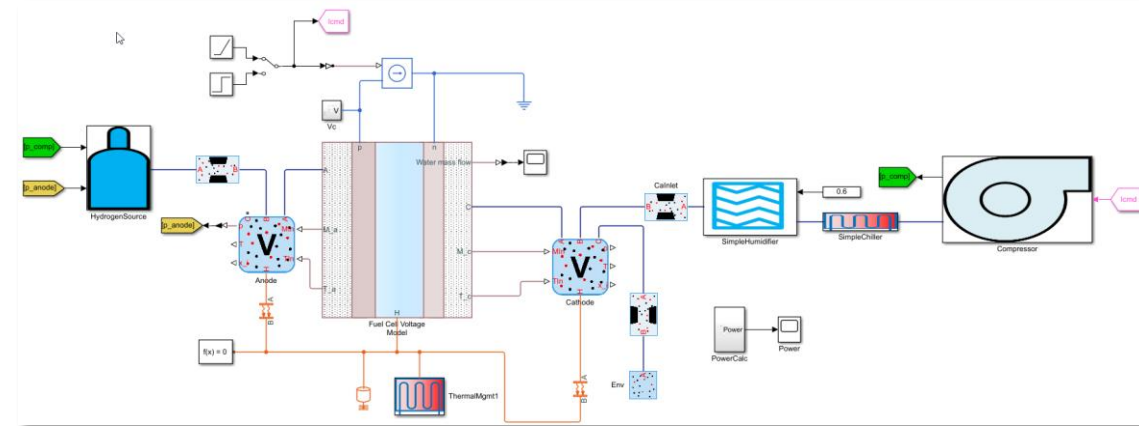 Icmd
V
Vc
p
n
[p_comp]
[p_anode]
HydrogenSource
A
B
A
Water mass flow
C
CaInlet
B
A
0.6
SimpleHumidifier
SimpleChiller
[p_comp]
Icmd
Compressor
[p_anode]
p
T
B
A
H
V
Anode
M_a
T_a
M_c
T_c
H
Fuel Cell Voltage
Model
A
B
C
T
H
V
Cathode
A
B
A
B
Power
PowerCalc
Power
f(x) = 0
ThermalMgmt1
A
B
Env